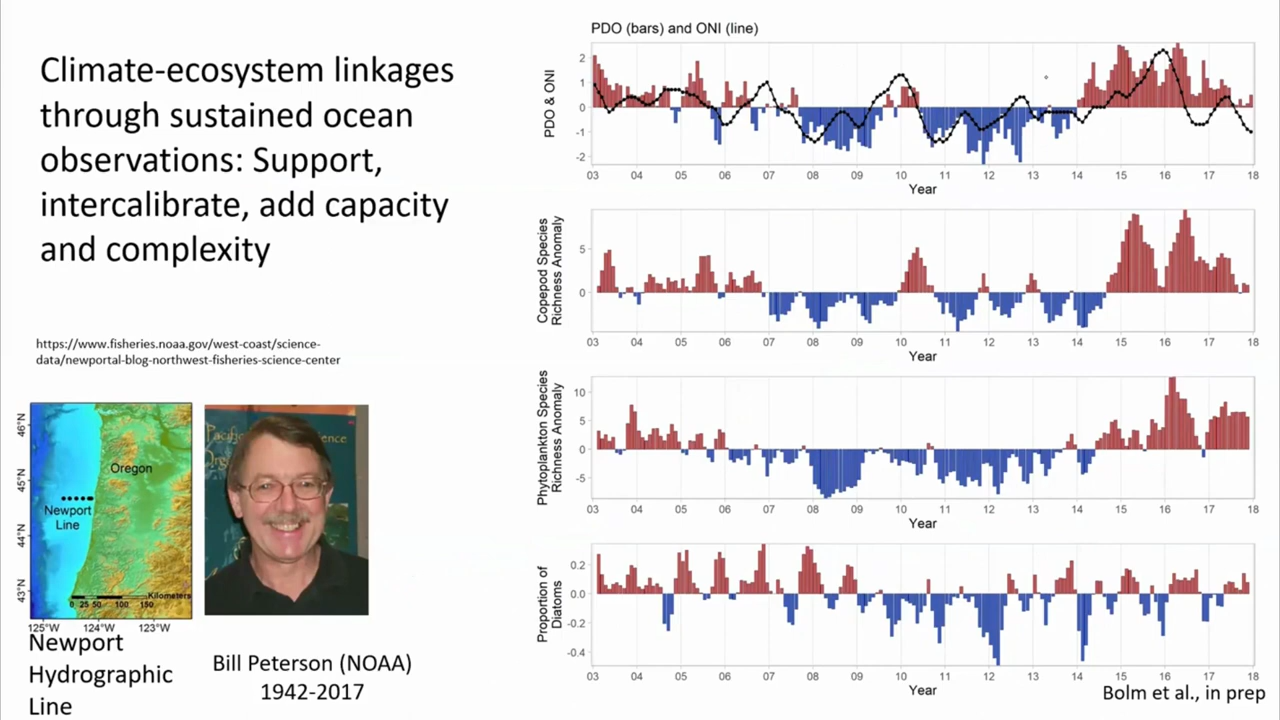 Climate-ecosystem linkages
through sustained ocean
observations: Support,
intercalibrate, add capacity
and complexity
https://www.fisheries.noaa.gov/west-coast/science-
data/newportal-blog-northwest-fisheries-science-center
46°N
45°N
44°N
43°N
Oregon
Newport
Line
Kilometers
0 25 50 100 150
125°W 124°W 123°W
Newport
Hydrographic
Line
Pacific
Bill Peterson (NOAA)
1942-2017
PDO (bars) and ONI (line)
PDO & ONI
2
1
0
-1
-2
03 04 05 06 07 08 09 10 11 12 13 14 15 16 17 18
Year
Copepod Species
Richness Anomaly
5
0
03 04 05 06 07 08 09 10 11 12 13 14 15 16 17 18
Year
Phytoplankton Species
Richness Anomaly
10
5
0
-5
03 04 05 06 07 08 09 10 11 12 13 14 15 16 17 18
Year
Proportion of
Diatoms
0.2
0.0
-0.2
-0.4
03 04 05 06 07 08 09 10 11 12 13 14 15 16 17 18
Year
Bolm et al., in prep